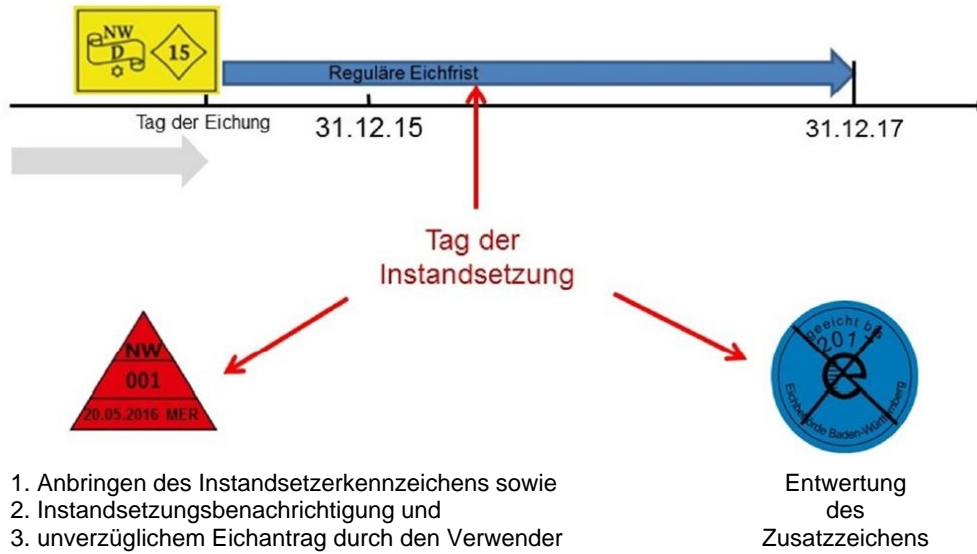 NW
D
15
Reguläre Eichfrist
Tag der Eichung
31.12.15
31.12.17
Tag der
Instandsetzung
NW
001
20.05.2016 MER
geeicht bis
201
Eichbehörde Baden-Württemberg
1. Anbringen des Instandsetzerkennzeichens sowie
2. Instandsetzungsbenachrichtigung und
3. unverzüglichem Eichantrag durch den Verwender
Entwertung
des
Zusatzzeichens